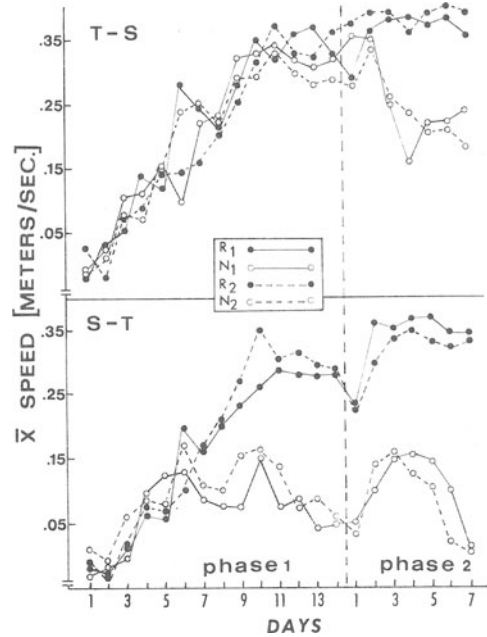 T-S
.35
.25
.15
.05
R1
N1
R2
N2
X̄ SPEED [METERS/SEC.]
S-T
.35
.25
.15
.05
phase 1
phase 2
1 3 5 7 9 11 13 1 3 5 7
DAYS